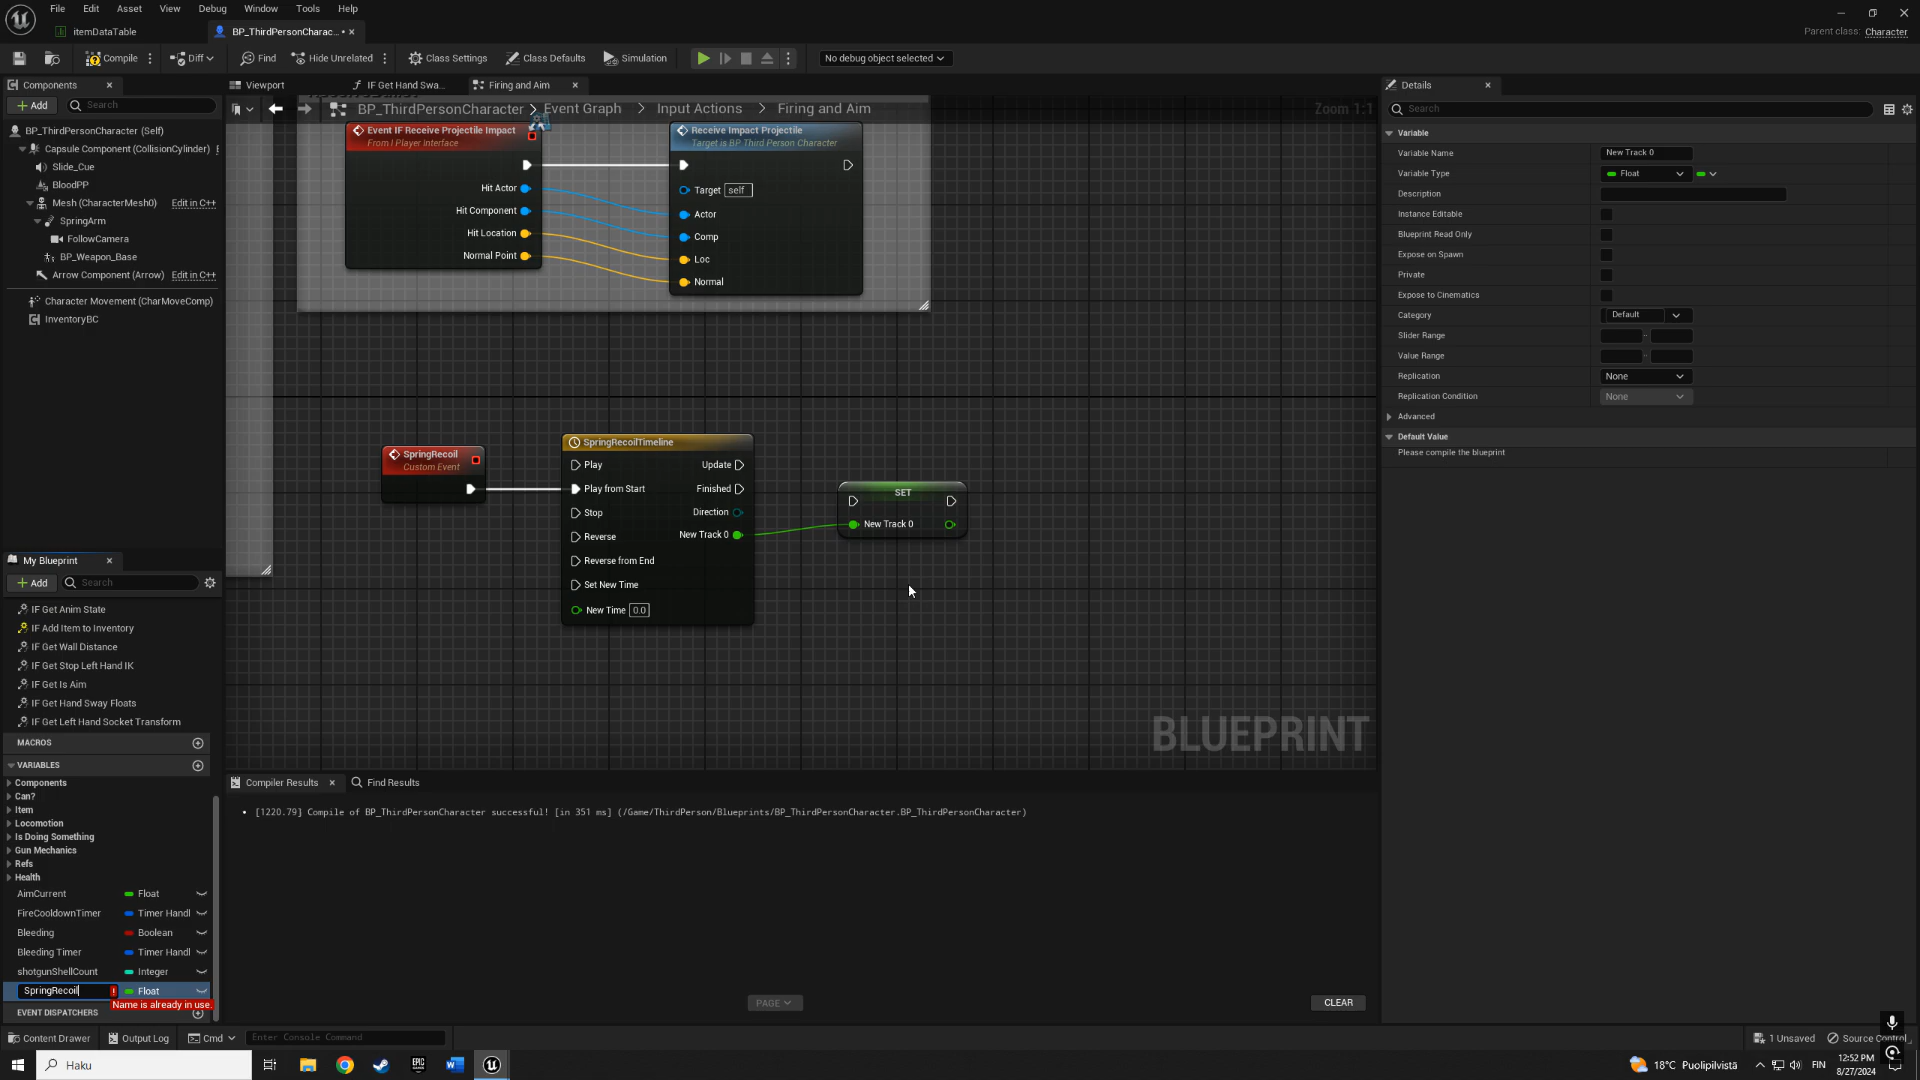 File Edit Asset View Debug Window Tools Help
itemDataTable
BP_ThirdPersonCharac...• ×
Parent class: Character
Compile
Diff
Find
Hide Unrelated
Class Settings
Class Defaults
Simulation
No debug object selected
Components
Viewport
IF Get Hand Swa...
Firing and Aim
Details
Add
Search
BP_ThirdPersonCharacter > Event Graph > Input Actions > Firing and Aim
Zoom 1:1
Search
BP_ThirdPersonCharacter (Self)
Capsule Component (CollisionCylinder)
Slide_Cue
BloodPP
Mesh (CharacterMesh0) Edit in C++
SpringArm
FollowCamera
BP_Weapon_Base
Arrow Component (Arrow) Edit in C++
Character Movement (CharMoveComp)
InventoryBC
Event IF Receive Projectile Impact
From I Player Interface
Hit Actor
Hit Component
Hit Location
Normal Point
Receive Impact Projectile
Target is BP Third Person Character
Target self
Actor
Comp
Loc
Normal
Variable
Variable Name New Track 0
Variable Type Float
Description
Instance Editable
Blueprint Read Only
Expose on Spawn
Private
Expose to Cinematics
Category Default
Slider Range
Value Range
Replication None
Replication Condition None
Advanced
Default Value
Please compile the blueprint
SpringRecoil
Custom Event
SpringRecoilTimeline
Play Update
Play from Start Finished
Stop Direction
Reverse New Track 0
Reverse from End
Set New Time
New Time 0.0
SET
New Track 0
BLUEPRINT
My Blueprint
Add
Search
IF Get Anim State
IF Add Item to Inventory
IF Get Wall Distance
IF Get Stop Left Hand IK
IF Get Is Aim
IF Get Hand Sway Floats
IF Get Left Hand Socket Transform
MACROS
VARIABLES
Components
Can?
Item
Locomotion
Is Doing Something
Gun Mechanics
Refs
Health
AimCurrent Float
FireCooldownTimer Timer Handl
Bleeding Boolean
Bleeding Timer Timer Handl
shotgunShellCount Integer
SpringRecoil ! Float
Name is already in use.
EVENT DISPATCHERS
Compiler Results
Find Results
[1220.79] Compile of BP_ThirdPersonCharacter successful! [in 351 ms] (/Game/ThirdPerson/Blueprints/BP_ThirdPersonCharacter.BP_ThirdPersonCharacter)
PAGE
CLEAR
Content Drawer
Output Log
Cmd
Enter Console Command
1 Unsaved
Source Control
Haku
18°C Puolipilvistä
FIN
12:52 PM
8/27/2024